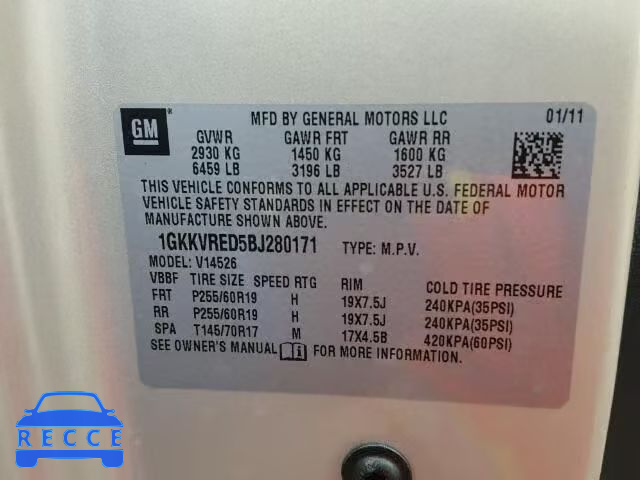 GM ®
MFD BY GENERAL MOTORS LLC 01/11
GVWR GAWR FRT GAWR RR
2930 KG 1450 KG 1600 KG
6459 LB 3196 LB 3527 LB
THIS VEHICLE CONFORMS TO ALL APPLICABLE U.S. FEDERAL MOTOR
VEHICLE SAFETY STANDARDS IN EFFECT ON THE DATE OF
MANUFACTURE SHOWN ABOVE.
1GKKVRED5BJ280171 TYPE: M.P.V.
MODEL: V14526
VBBF TIRE SIZE SPEED RTG RIM COLD TIRE PRESSURE
FRT P255/60R19 H 19X7.5J 240KPA(35PSI)
RR P255/60R19 H 19X7.5J 240KPA(35PSI)
SPA T145/70R17 M 17X4.5B 420KPA(60PSI)
SEE OWNER'S MANUAL FOR MORE INFORMATION.
RECCE